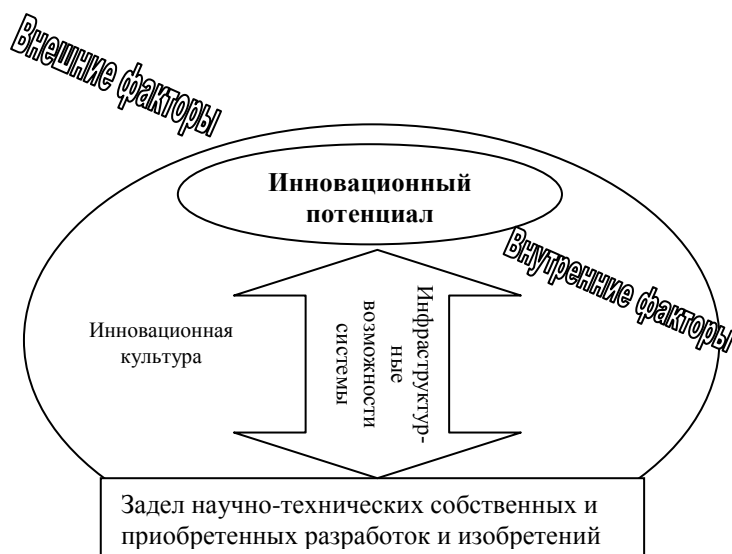 Внешние факторы
Инновационный
потенциал
Внутренние факторы
Инновационная
культура
Инфраструктур-
ные
возможности
системы
Задел научно-технических собственных и
приобретенных разработок и изобретений